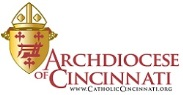 ARCHDIOCESE
OF CINCINNATI
WWW.CATHOLICCINCINNATI.ORG